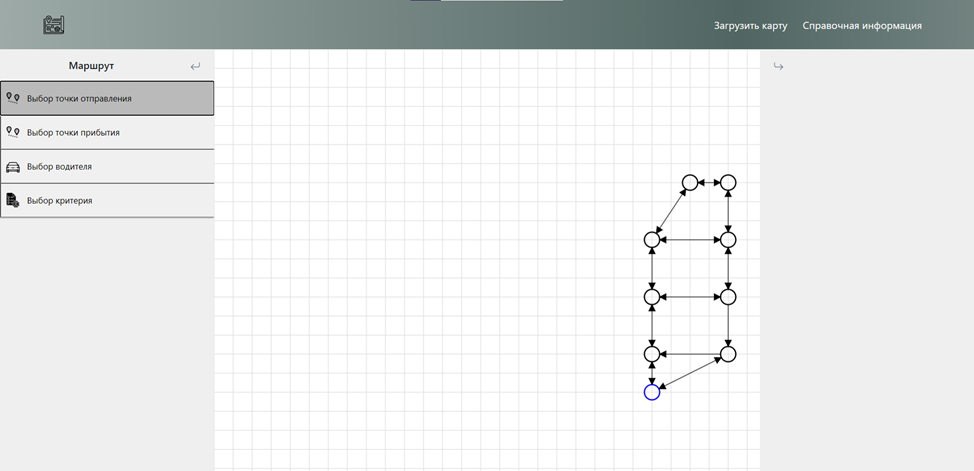 Загрузить карту
Справочная информация
Маршрут
Выбор точки отправления
Выбор точки прибытия
Выбор водителя
Выбор критерия